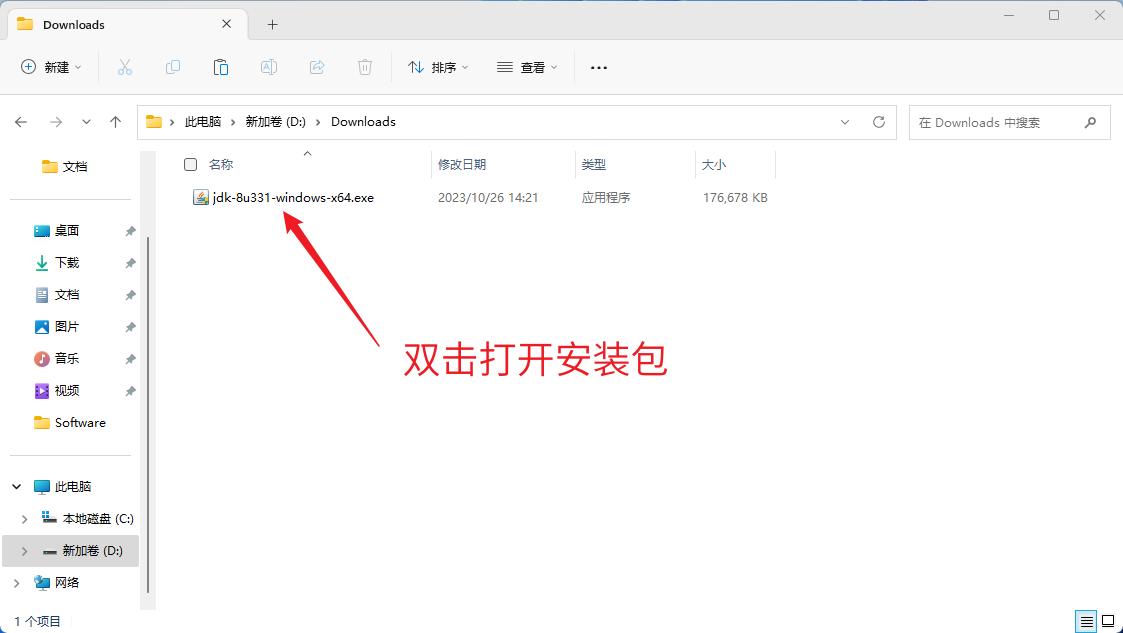 Downloads
新建
排序
查看
此电脑
新加卷 (D:)
Downloads
在 Downloads 中搜索
文档
桌面
下载
文档
图片
音乐
视频
Software
此电脑
本地磁盘 (C:)
新加卷 (D:)
网络
名称
修改日期
类型
大小
jdk-8u331-windows-x64.exe
2023/10/26 14:21
应用程序
176,678 KB
双击打开安装包
1 个项目